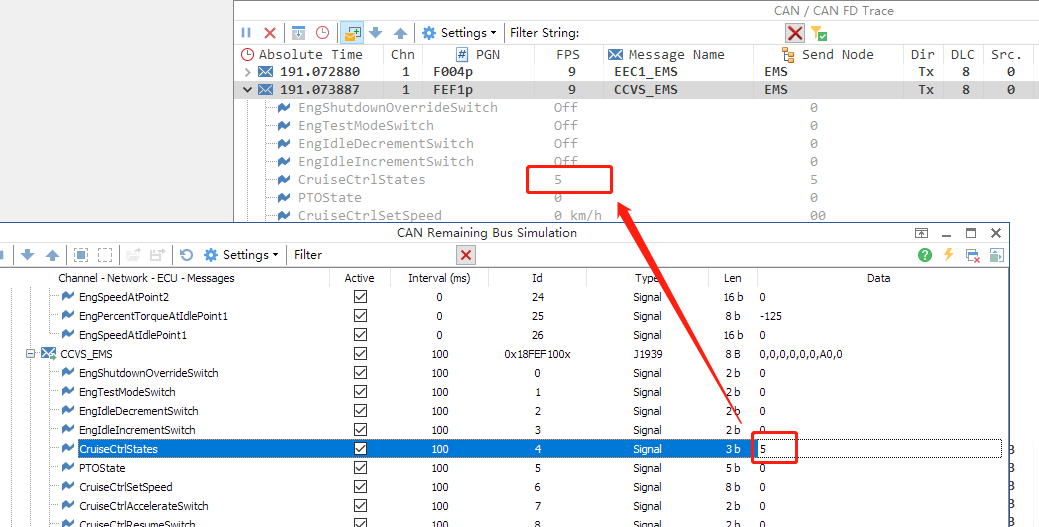 CAN / CAN FD Trace
Settings Filter String:
Absolute Time Chn PGN FPS Message Name Send Node Dir DLC Src.
191.072880 1 F004p 9 EEC1_EMS EMS Tx 8 0
191.073887 1 FEF1p 9 CCVS_EMS EMS Tx 8 0
EngShutdownOverrideSwitch Off 0
EngTestModeSwitch Off 0
EngIdleDecrementSwitch Off 0
EngIdleIncrementSwitch Off 0
CruiseCtrlStates 5 5
PTOState 0 0
CruiseCtrlSetSpeed 0 km/h 00
CAN Remaining Bus Simulation
Settings Filter
Channel - Network - ECU - Messages Active Interval (ms) Id Type Len Data
EngSpeedAtPoint2 0 24 Signal 16 b 0
EngPercentTorqueAtIdlePoint1 0 25 Signal 8 b -125
EngSpeedAtIdlePoint1 0 26 Signal 16 b 0
CCVS_EMS 100 0x18FEF100x J1939 8 B 0,0,0,0,0,0,A0,0
EngShutdownOverrideSwitch 100 0 Signal 2 b 0
EngTestModeSwitch 100 1 Signal 2 b 0
EngIdleDecrementSwitch 100 2 Signal 2 b 0
EngIdleIncrementSwitch 100 3 Signal 2 b 0
CruiseCtrlStates 100 4 Signal 3 b 5
PTOState 100 5 Signal 5 b 0
CruiseCtrlSetSpeed 100 6 Signal 8 b 0
CruiseCtrlAccelerateSwitch 100 7 Signal 2 b 0
CruiseCtrlResumeSwitch 100 8 Signal 2 b 0